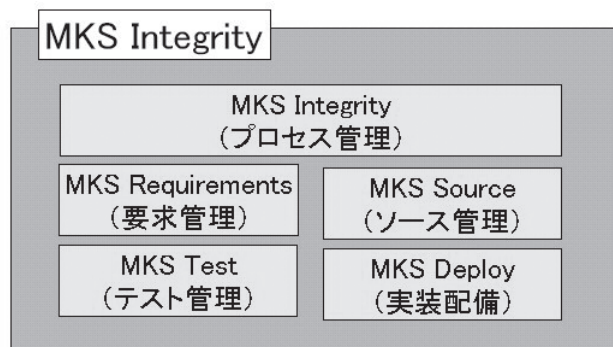 MKS Integrity
MKS Integrity
(プロセス管理)
MKS Requirements
(要求管理)
MKS Source
(ソース管理)
MKS Test
(テスト管理)
MKS Deploy
(実装配備)